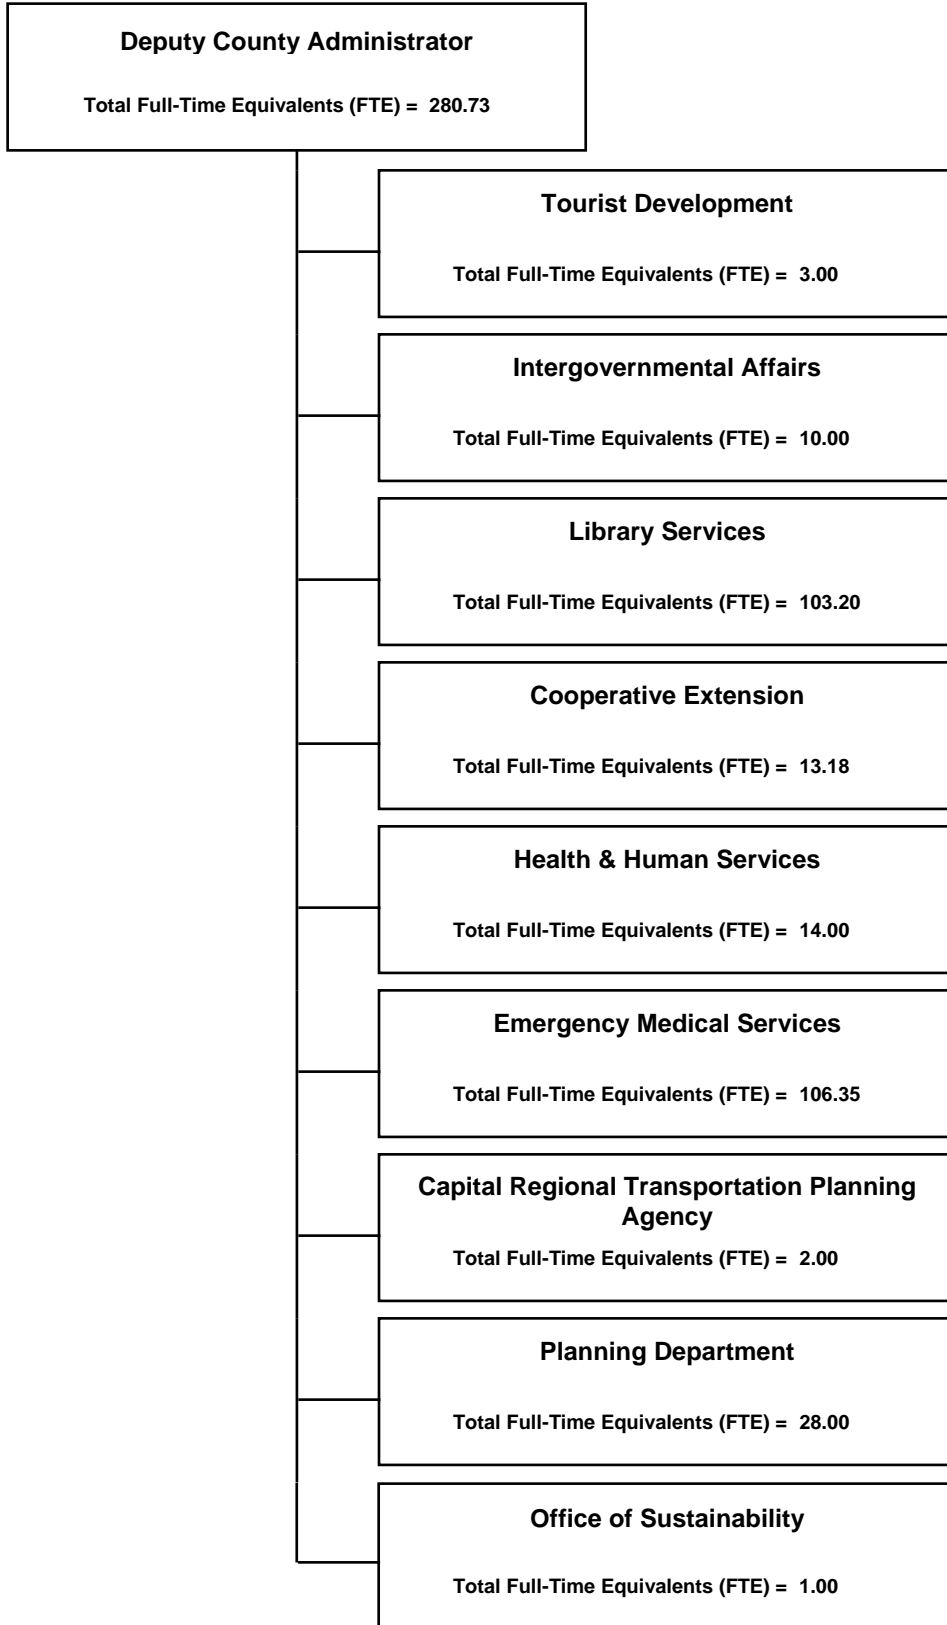 Deputy County Administrator
Total Full-Time Equivalents (FTE) = 280.73
Tourist Development
Total Full-Time Equivalents (FTE) = 3.00
Intergovernmental Affairs
Total Full-Time Equivalents (FTE) = 10.00
Library Services
Total Full-Time Equivalents (FTE) = 103.20
Cooperative Extension
Total Full-Time Equivalents (FTE) = 13.18
Health & Human Services
Total Full-Time Equivalents (FTE) = 14.00
Emergency Medical Services
Total Full-Time Equivalents (FTE) = 106.35
Capital Regional Transportation Planning
Agency
Total Full-Time Equivalents (FTE) = 2.00
Planning Department
Total Full-Time Equivalents (FTE) = 28.00
Office of Sustainability
Total Full-Time Equivalents (FTE) = 1.00